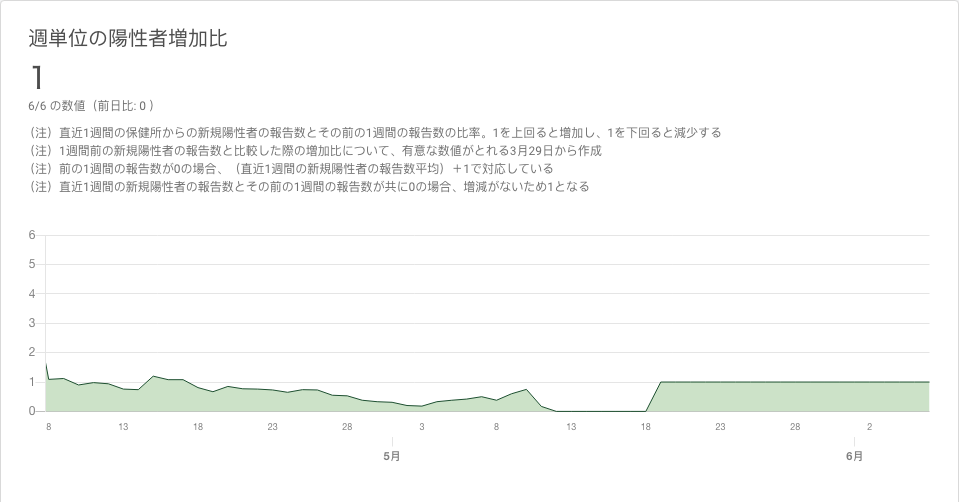 週単位の陽性者増加比
1
6/6 の数値（前日比: 0 ）
（注）直近1週間の保健所からの新規陽性者の報告数とその前の1週間の報告数の比率。1を上回ると増加し、1を下回ると減少する
（注）1週間前の新規陽性者の報告数と比較した際の増加比について、有意な数値がとれる3月29日から作成
（注）前の1週間の報告数が0の場合、（直近1週間の新規陽性者の報告数平均）＋1で対応している
（注）直近1週間の新規陽性者の報告数とその前の1週間の報告数が共に0の場合、増減がないため1となる
6
5
4
3
2
1
0
8 13 18 23 28 3 8 13 18 23 28 2
5月 6月